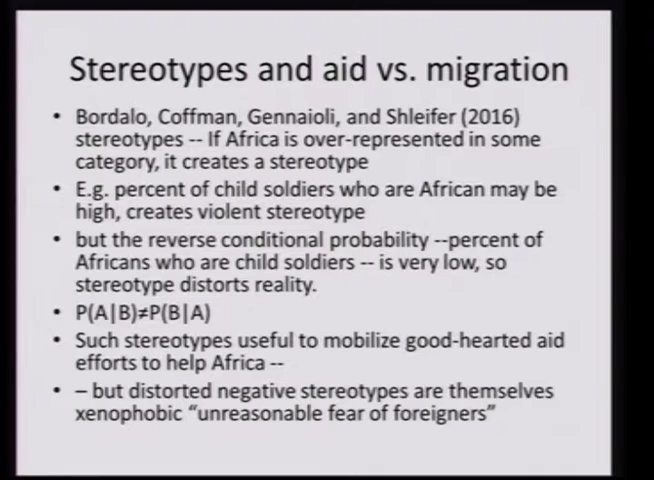 Stereotypes and aid vs. migration
• Bordalo, Coffman, Gennaioli, and Shleifer (2016)
stereotypes -- If Africa is over-represented in some
category, it creates a stereotype
• E.g. percent of child soldiers who are African may be
high, creates violent stereotype
• but the reverse conditional probability --percent of
Africans who are child soldiers -- is very low, so
stereotype distorts reality.
• P(A|B)≠P(B|A)
• Such stereotypes useful to mobilize good-hearted aid
efforts to help Africa --
• – but distorted negative stereotypes are themselves
xenophobic “unreasonable fear of foreigners”